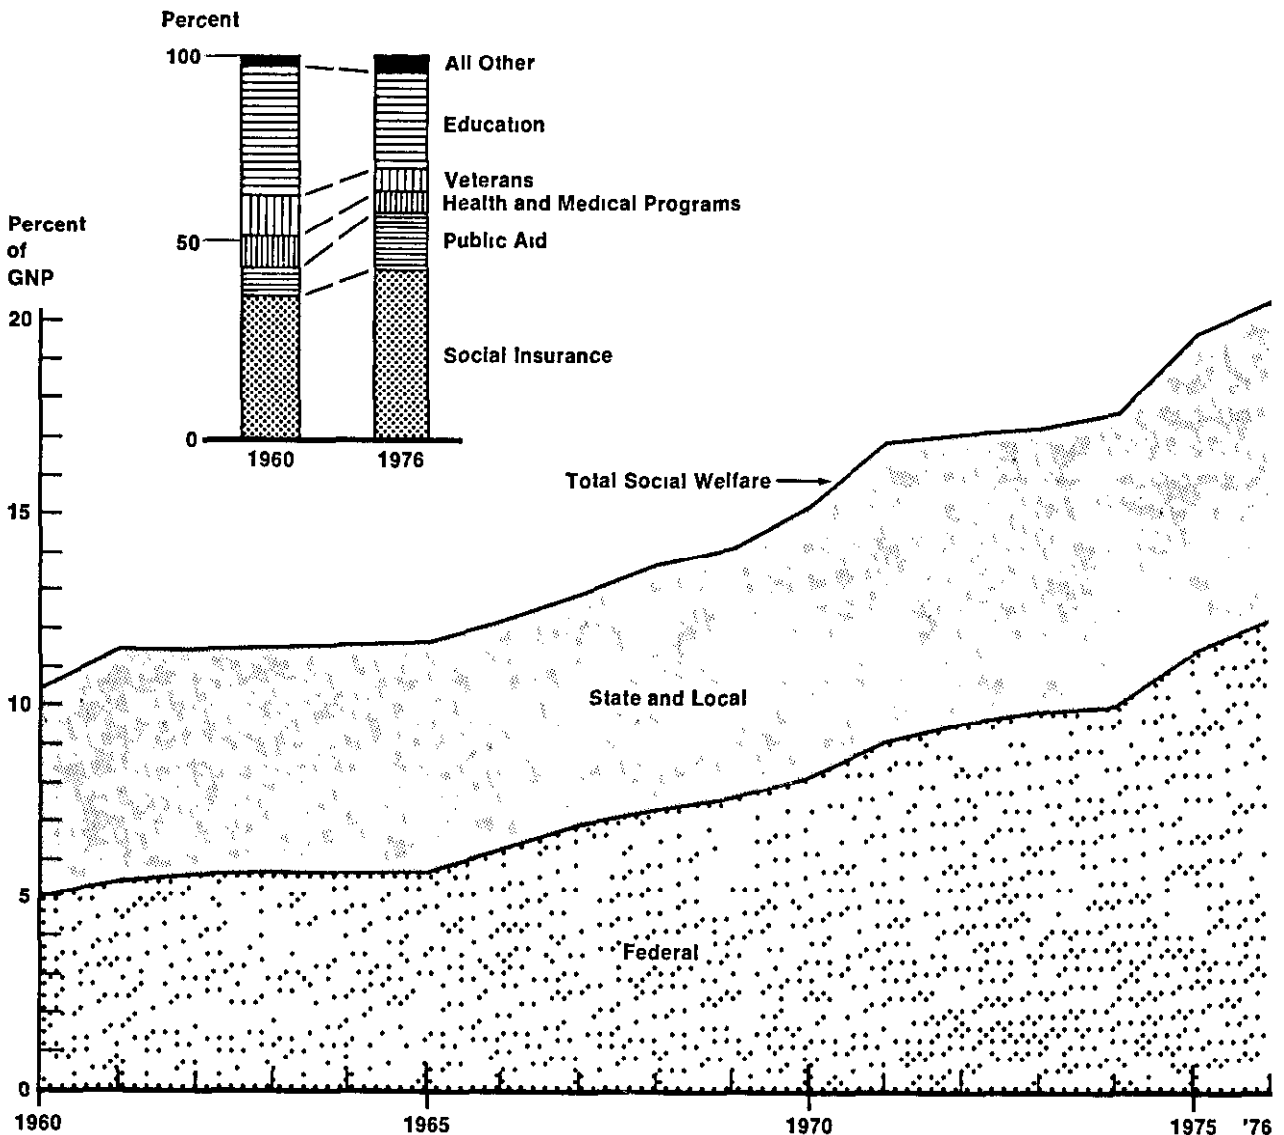 Percent
100
All Other
Education
Veterans
Health and Medical Programs
50
Public Aid
Social Insurance
0
1960 1976
Percent
of
GNP
20
15
10
5
0
Total Social Welfare
State and Local
Federal
1960 1965 1970 1975 '76